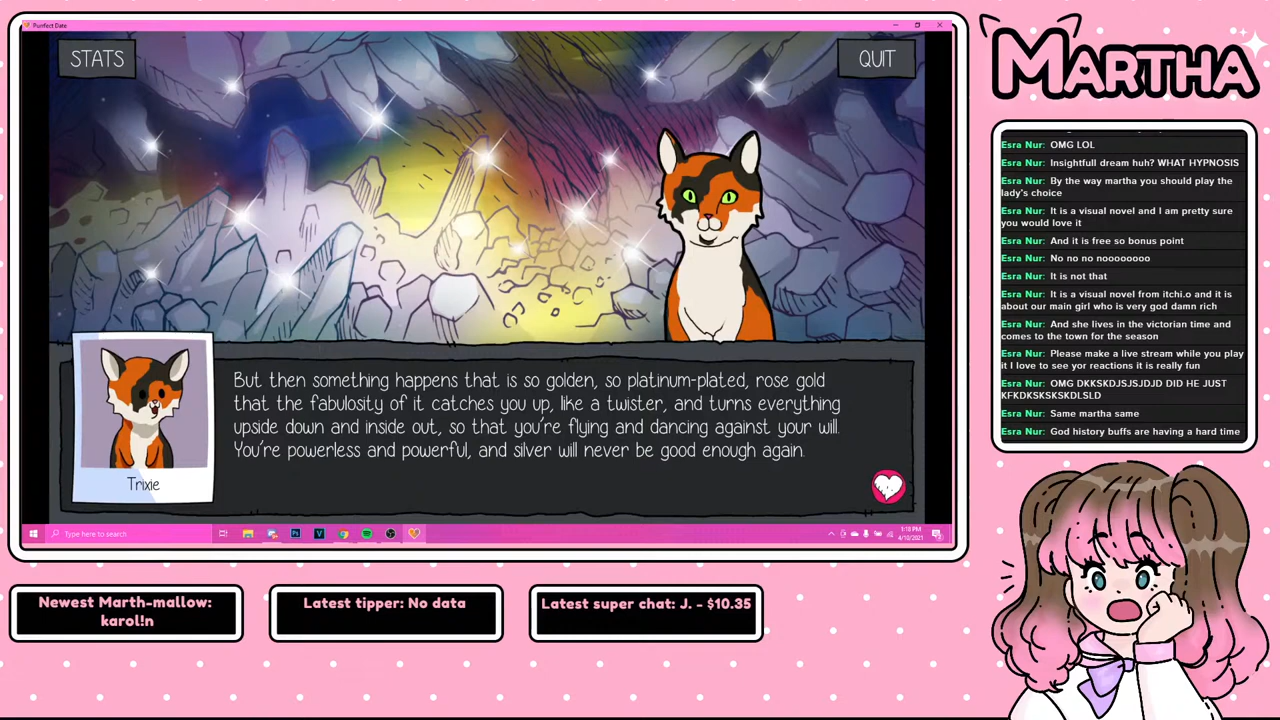 Purrfect Date
STATS
QUIT
But then something happens that is so golden, so platinum-plated, rose gold
that the fabulosity of it catches you up, like a twister, and turns everything
upside down and inside out, so that you're flying and dancing against your will.
You're powerless and powerful, and silver will never be good enough again.
Trixie
Type here to search
1:18 PM
4/10/2021
MARTHA
Esra Nur: OMG LOL
Esra Nur: Insightfull dream huh? WHAT HYPNOSIS
Esra Nur: By the way martha you should play the
lady's choice
Esra Nur: It is a visual novel and I am pretty sure
you would love it
Esra Nur: And it is free so bonus point
Esra Nur: No no no noooooooo
Esra Nur: It is not that
Esra Nur: It is a visual novel from itchi.o and it is
about our main girl who is very god damn rich
Esra Nur: And she lives in the victorian time and
comes to the town for the season
Esra Nur: Please make a live stream while you play
it I love to see yor reactions it is really fun
Esra Nur: OMG DKKSKDJSJSJDJD DID HE JUST
KFKDKSKSKSKDLSLD
Esra Nur: Same martha same
Esra Nur: God history buffs are having a hard time
Newest Marth-mallow:
karol!n
Latest tipper: No data
Latest super chat: J. - $10.35